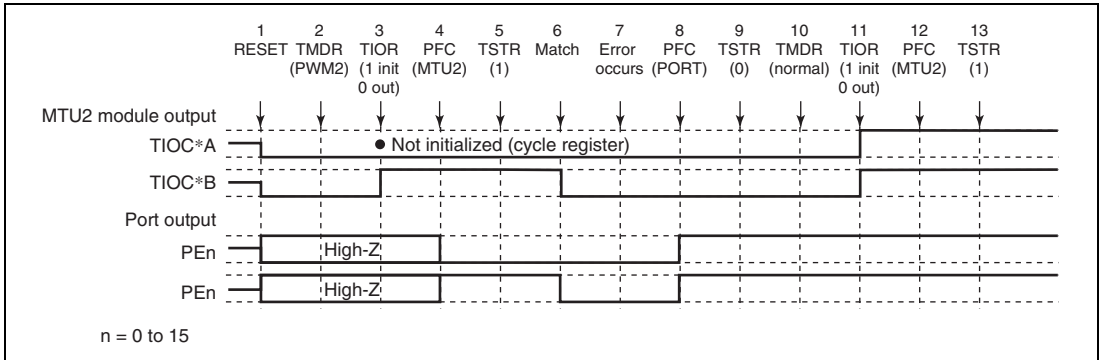 1 2 3 4 5 6 7 8 9 10 11 12 13
RESET TMDR TIOR PFC TSTR Match Error PFC TSTR TMDR TIOR PFC TSTR
(PWM2) (1 init (MTU2) (1) occurs (PORT) (0) (normal) (1 init (MTU2) (1)
0 out) 0 out)
MTU2 module output
TIOC*A
● Not initialized (cycle register)
TIOC*B
Port output
PEn
High-Z
PEn
High-Z
n = 0 to 15